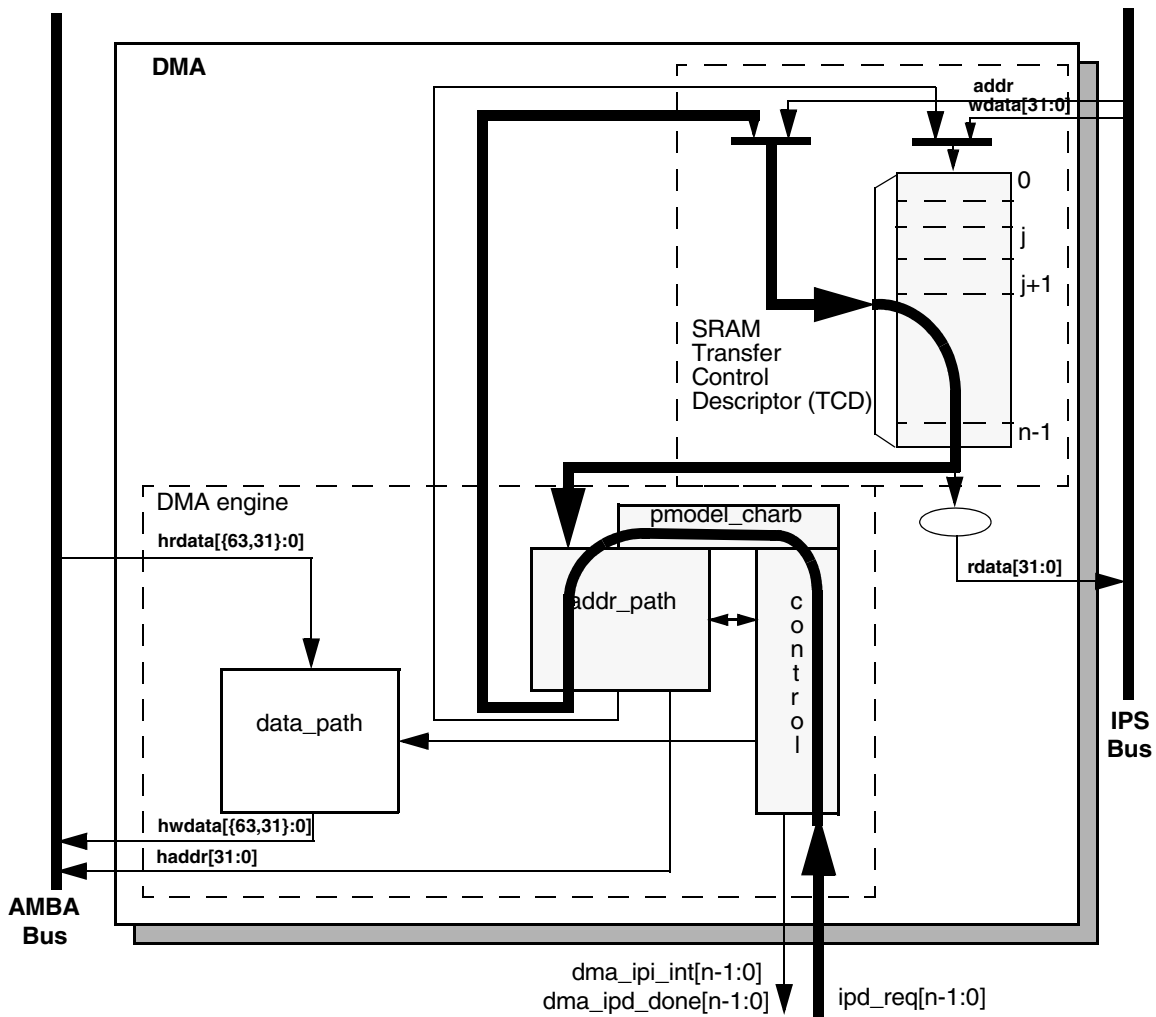 DMA
addr
wdata[31:0]
0
j
j+1
SRAM
Transfer
Control
Descriptor (TCD)
n-1
DMA engine
pmodel_charb
hrdata[{63,31}:0]
rdata[31:0]
addr_path
control
data_path
IPS
Bus
hwdata[{63,31}:0]
haddr[31:0]
AMBA
Bus
dma_ipi_int[n-1:0]
dma_ipd_done[n-1:0]
ipd_req[n-1:0]